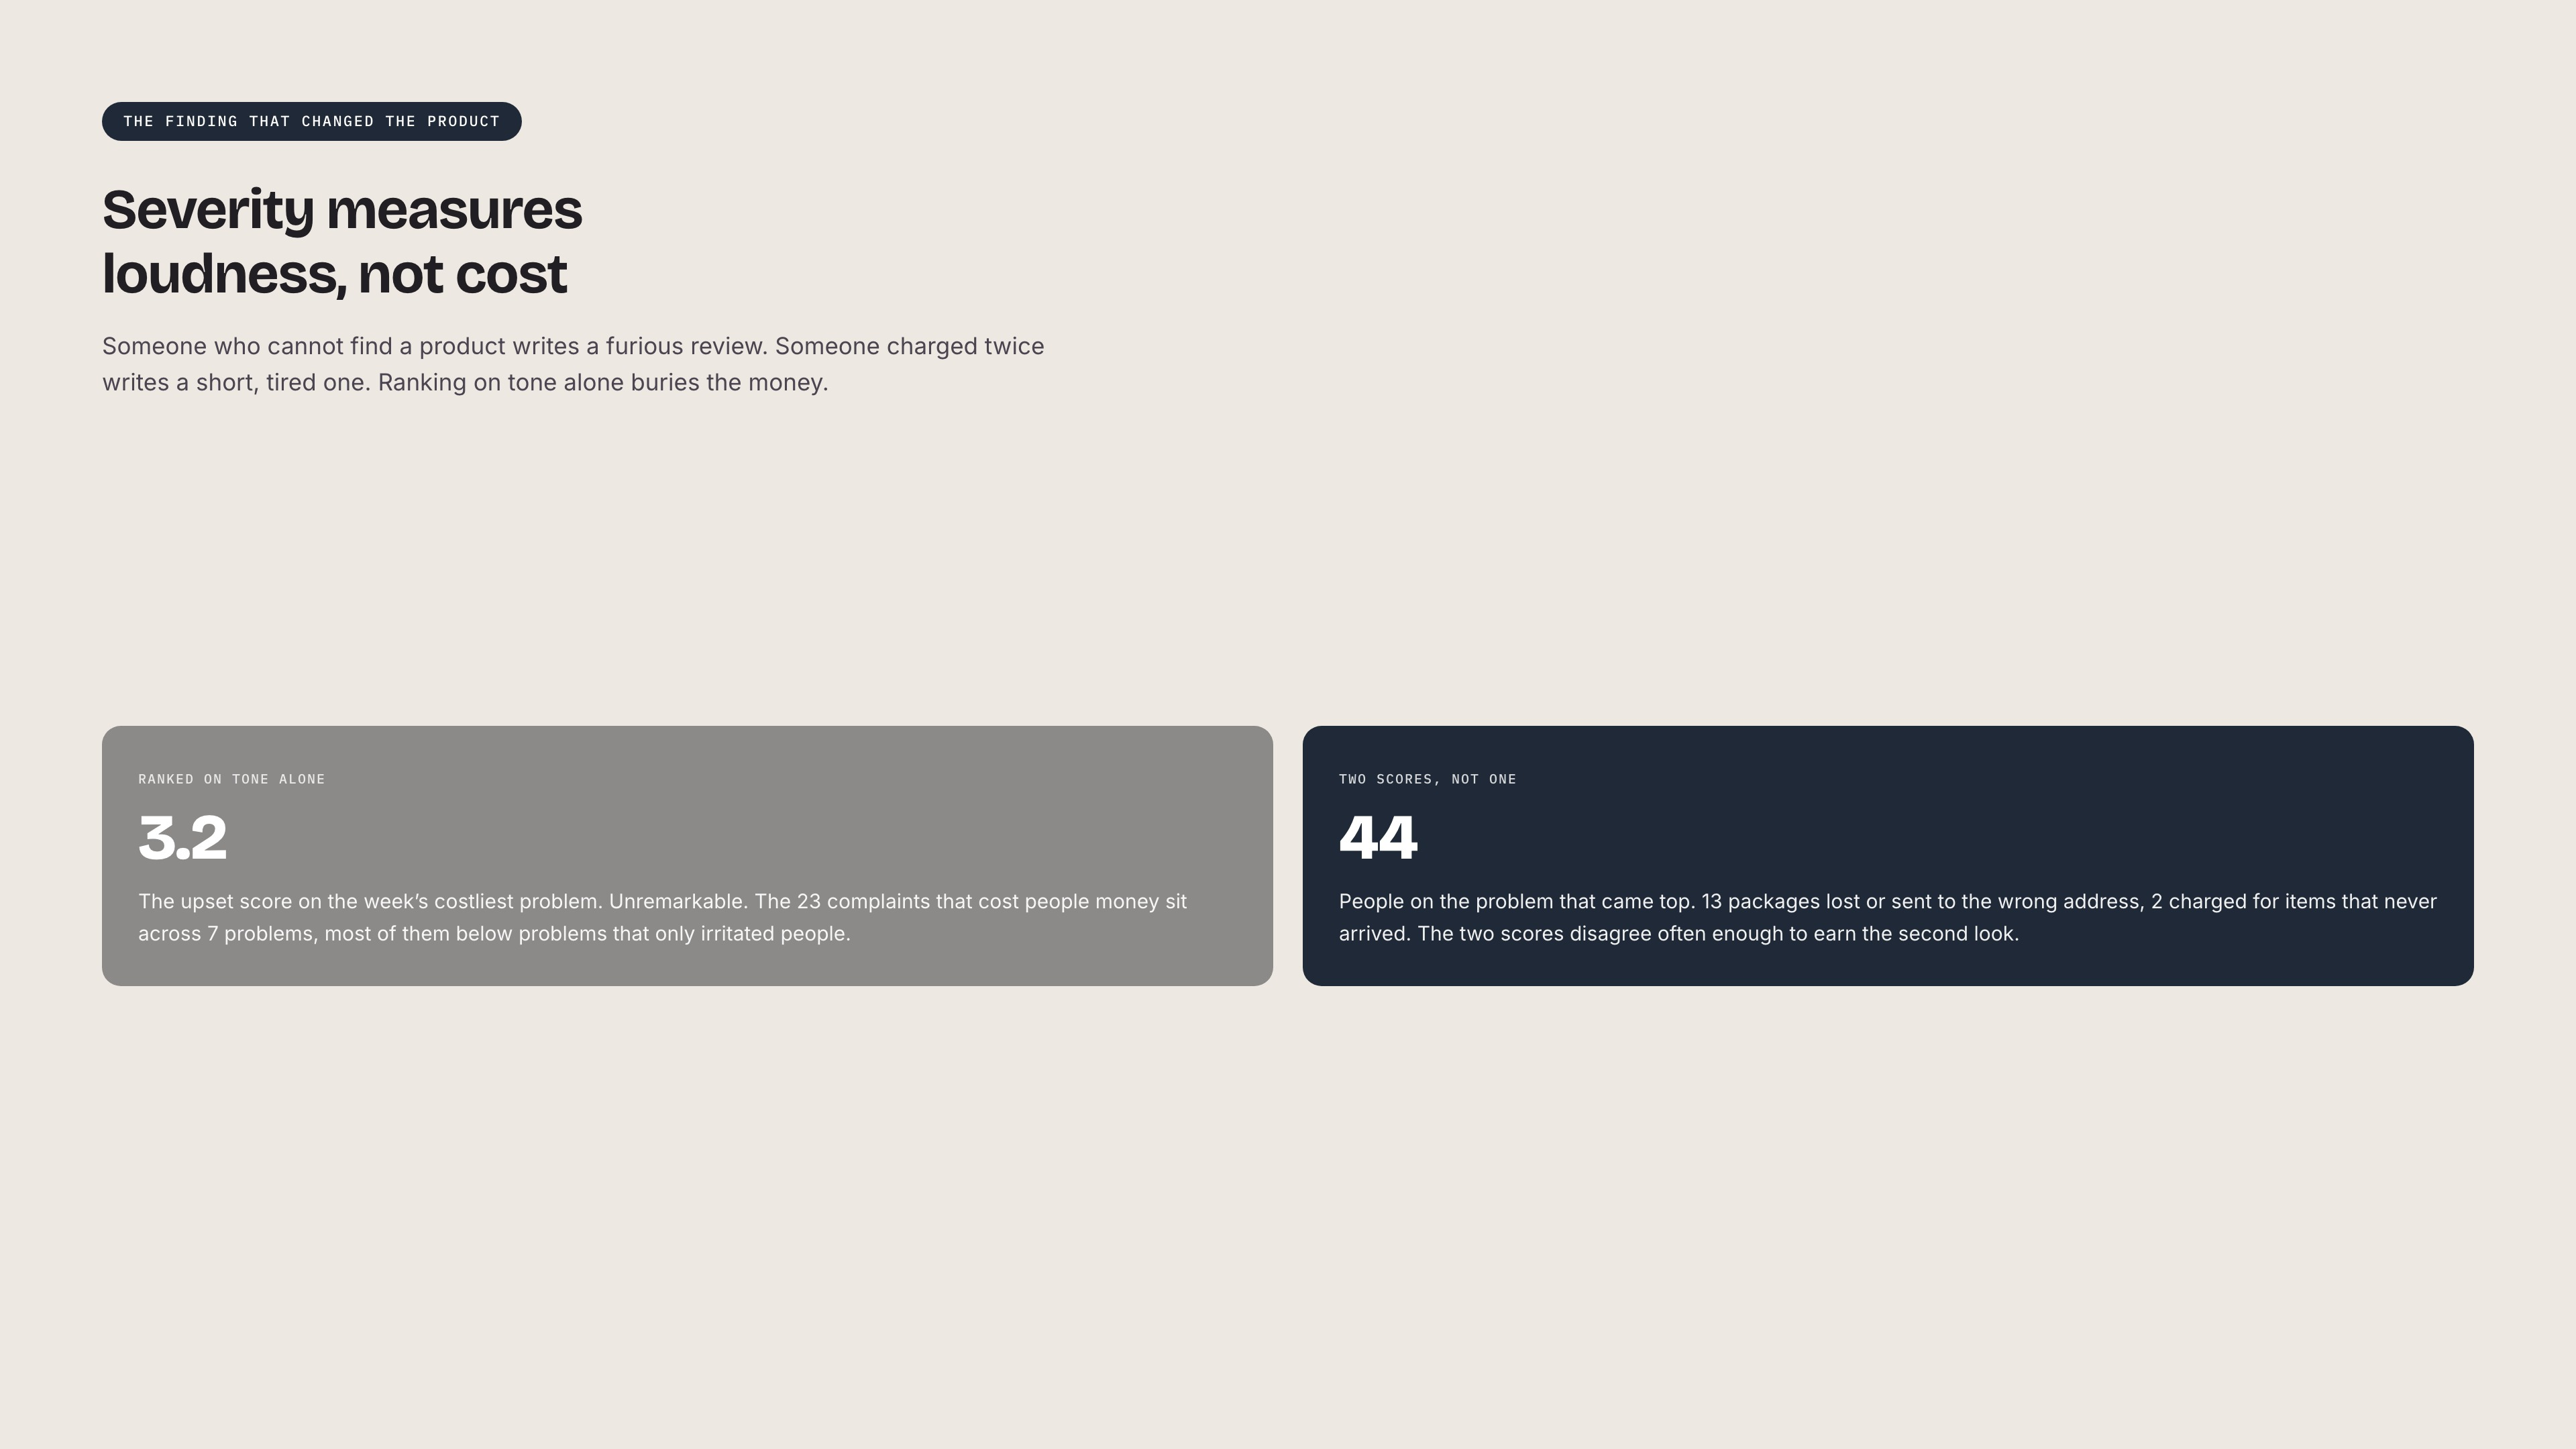 THE FINDING THAT CHANGED THE PRODUCT
Severity measures
loudness, not cost
Someone who cannot find a product writes a furious review. Someone charged twice
writes a short, tired one. Ranking on tone alone buries the money.
RANKED ON TONE ALONE
3.2
The upset score on the week’s costliest problem. Unremarkable. The 23 complaints that cost people money sit
across 7 problems, most of them below problems that only irritated people.
TWO SCORES, NOT ONE
44
People on the problem that came top. 13 packages lost or sent to the wrong address, 2 charged for items that never
arrived. The two scores disagree often enough to earn the second look.